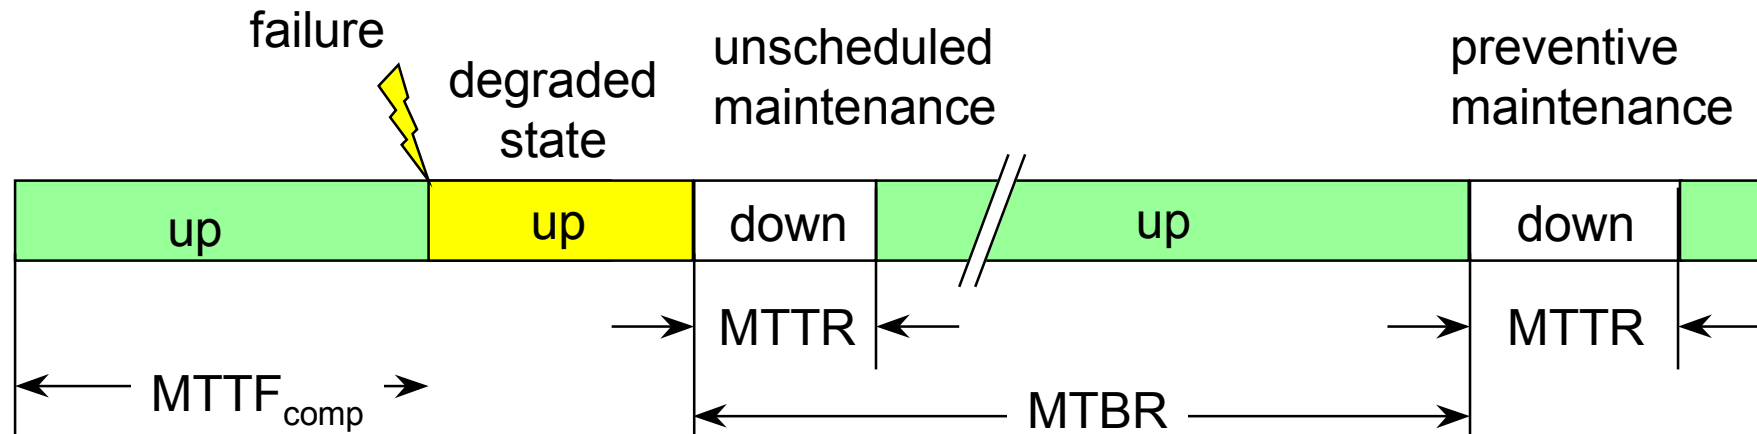 failure
degraded
state
unscheduled
maintenance
preventive
maintenance
up
up
down
up
down
MTTR
MTTR
MTTFcomp
MTBR